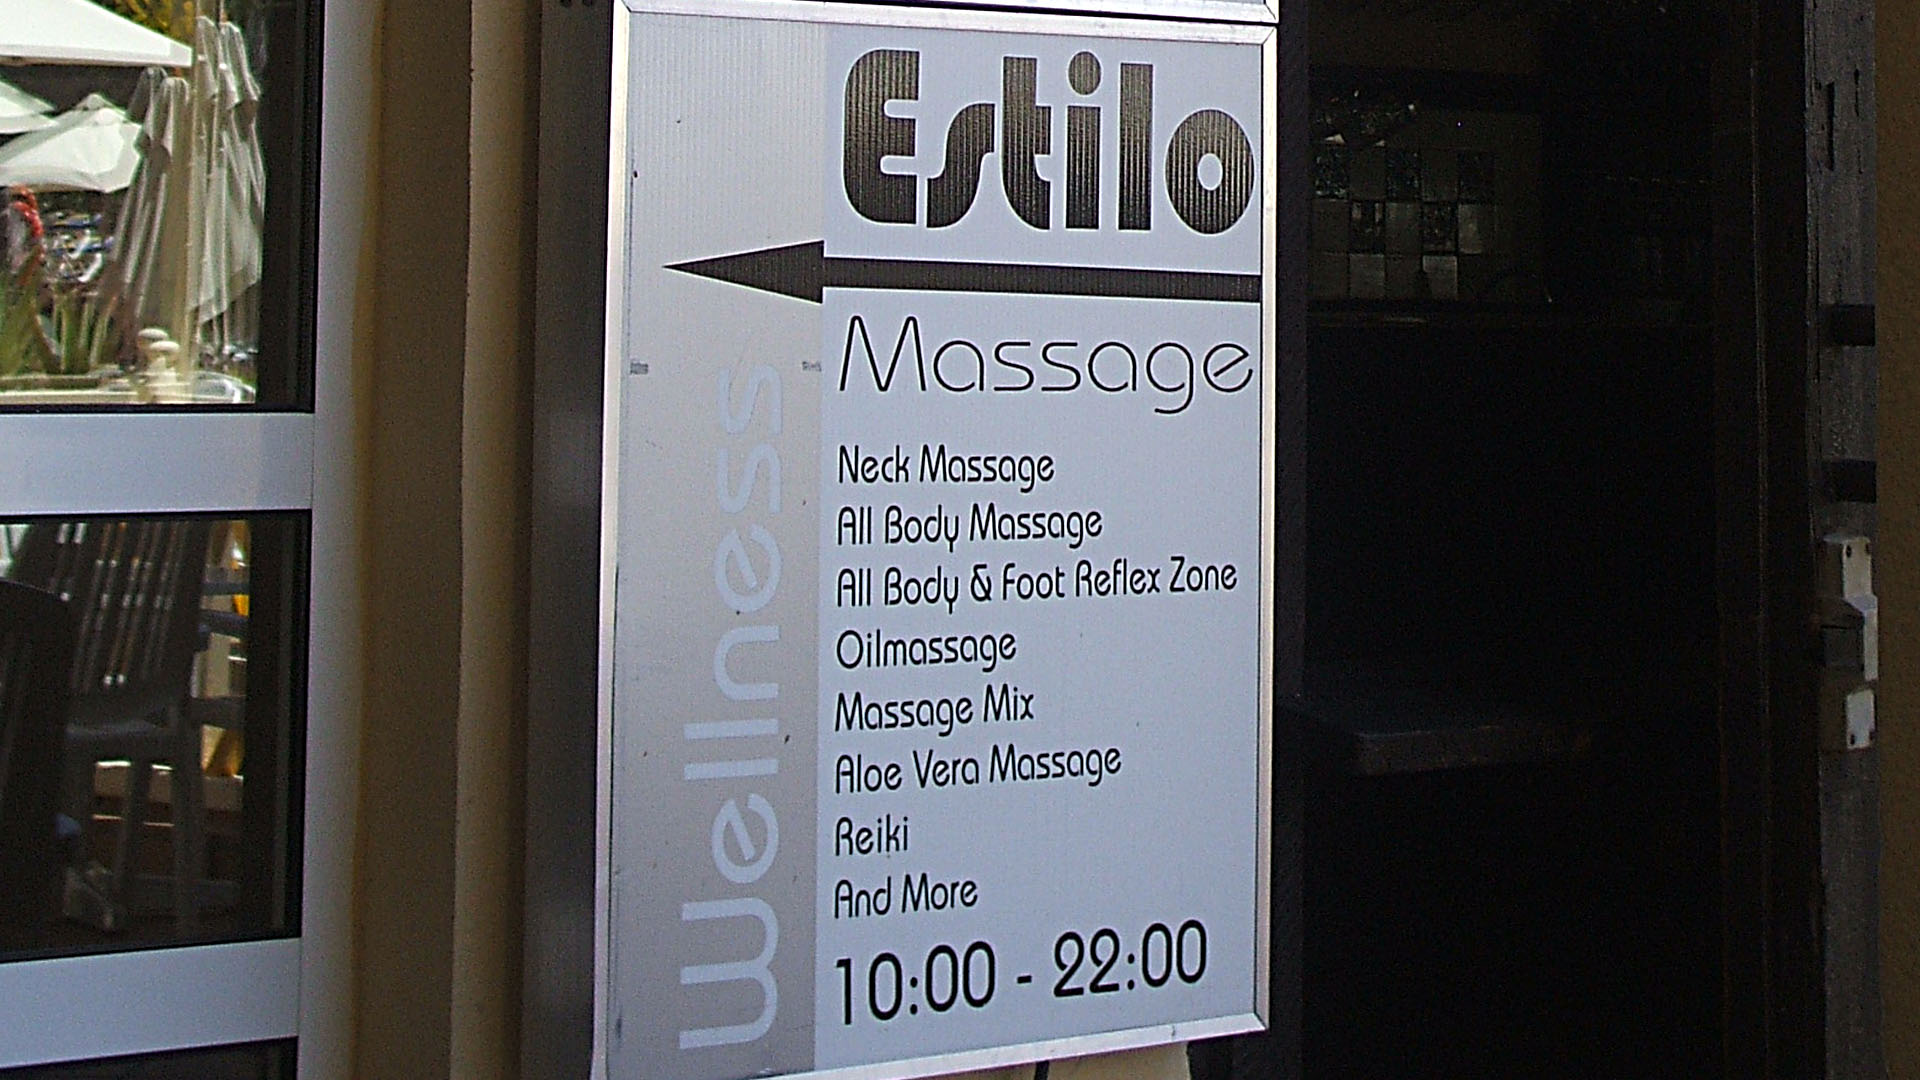 Estilo
Massage
Wellness
Neck Massage
All Body Massage
All Body & Foot Reflex Zone
Oilmassage
Massage Mix
Aloe Vera Massage
Reiki
And More
10:00 - 22:00